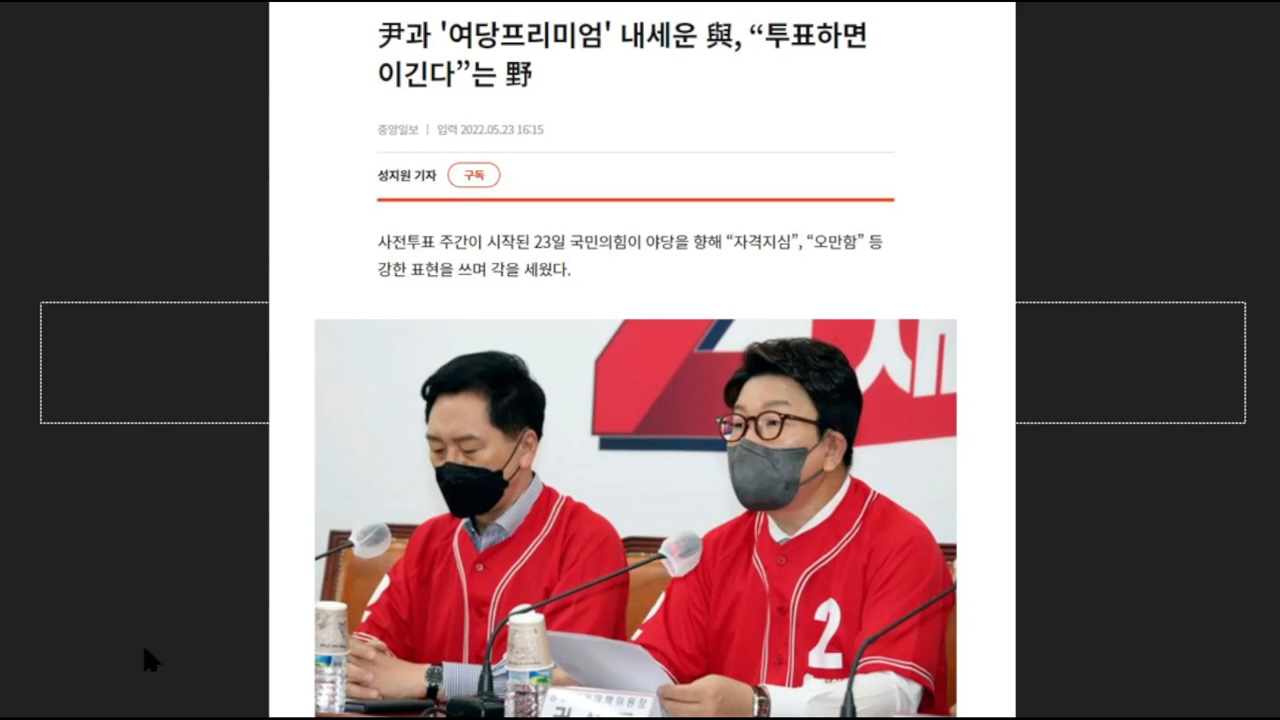 尹과 '여당프리미엄' 내세운 與, “투표하면
이긴다”는 野
중앙일보 | 입력 2022.05.23 16:15
성지원 기자 구독
사전투표 주간이 시작된 23일 국민의힘이 야당을 향해 “자격지심”, “오만함” 등
강한 표현을 쓰며 각을 세웠다.
2